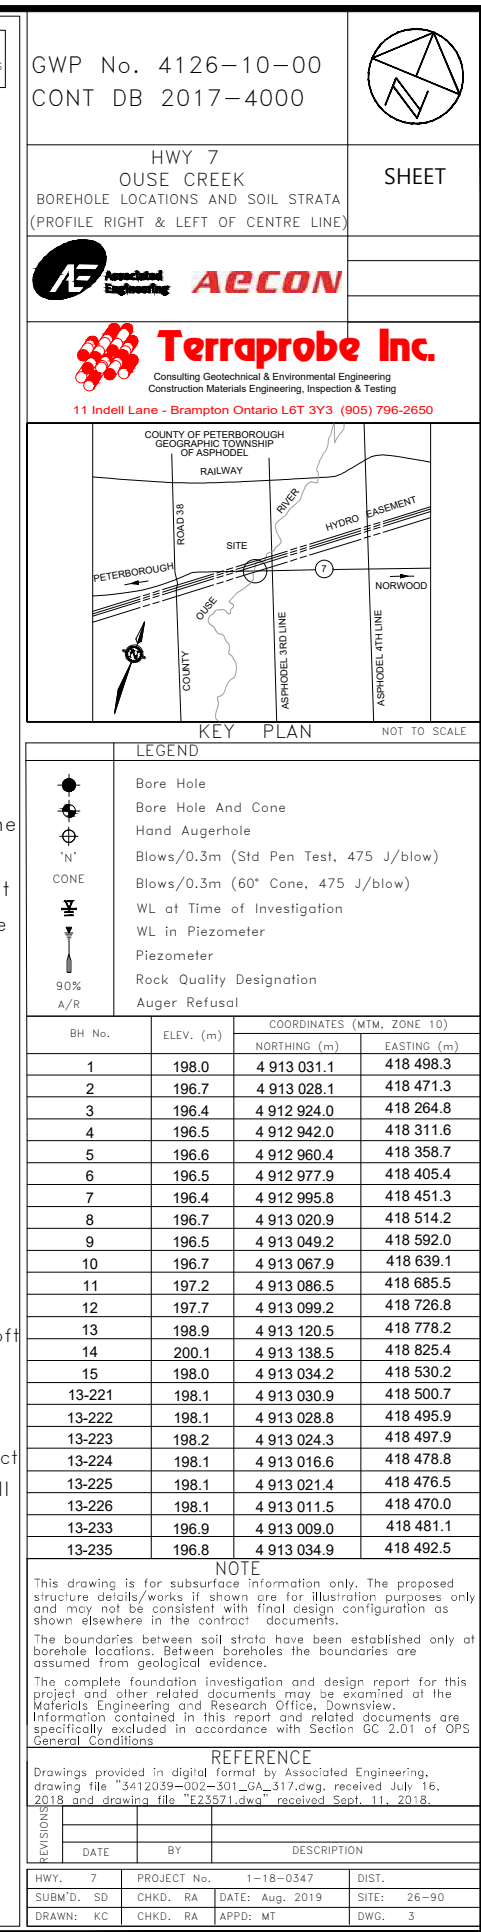 GWP No. 4126-10-00
CONT DB 2017-4000
N
HWY 7
OUSE CREEK
BOREHOLE LOCATIONS AND SOIL STRATA
(PROFILE RIGHT & LEFT OF CENTRE LINE)
SHEET
AE Associated Engineering
AECON
Terraprobe Inc.
Consulting Geotechnical & Environmental Engineering
Construction Materials Engineering, Inspection & Testing
11 Indell Lane - Brampton Ontario L6T 3Y3 (905) 796-2650
COUNTY OF PETERBOROUGH
GEOGRAPHIC TOWNSHIP
OF ASPHODEL
RAILWAY
ROAD 38
RIVER
HYDRO EASEMENT
SITE
PETERBOROUGH
7
NORWOOD
OUSE
N
COUNTY
ASPHODEL 3RD LINE
ASPHODEL 4TH LINE
KEY PLAN
NOT TO SCALE
LEGEND
Bore Hole
Bore Hole And Cone
Hand Augerhole
'N' Blows/0.3m (Std Pen Test, 475 J/blow)
CONE Blows/0.3m (60° Cone, 475 J/blow)
WL at Time of Investigation
WL in Piezometer
Piezometer
90% Rock Quality Designation
A/R Auger Refusal
BH No. ELEV. (m) COORDINATES (MTM, ZONE 10)
NORTHING (m) EASTING (m)
1 198.0 4 913 031.1 418 498.3
2 196.7 4 913 028.1 418 471.3
3 196.4 4 912 924.0 418 264.8
4 196.5 4 912 942.0 418 311.6
5 196.6 4 912 960.4 418 358.7
6 196.5 4 912 977.9 418 405.4
7 196.4 4 912 995.8 418 451.3
8 196.7 4 913 020.9 418 514.2
9 196.5 4 913 049.2 418 592.0
10 196.7 4 913 067.9 418 639.1
11 197.2 4 913 086.5 418 685.5
12 197.7 4 913 099.2 418 726.8
13 198.9 4 913 120.5 418 778.2
14 200.1 4 913 138.5 418 825.4
15 198.0 4 913 034.2 418 530.2
13-221 198.1 4 913 030.9 418 500.7
13-222 198.1 4 913 028.8 418 495.9
13-223 198.2 4 913 024.3 418 497.9
13-224 198.1 4 913 016.6 418 478.8
13-225 198.1 4 913 021.4 418 476.5
13-226 198.1 4 913 011.5 418 470.0
13-233 196.9 4 913 009.0 418 481.1
13-235 196.8 4 913 034.9 418 492.5
NOTE
This drawing is for subsurface information only. The proposed
structure details/works if shown are for illustration purposes only
and may not be consistent with final design configuration as
shown elsewhere in the contract documents.
The boundaries between soil strata have been established only at
borehole locations. Between boreholes the boundaries are
assumed from geological evidence.
The complete foundation investigation and design report for this
project and other related documents may be examined at the
Materials Engineering and Research Office, Downsview.
Information contained in this report and related documents are
specifically excluded in accordance with Section GC 2.01 of OPS
General Conditions
REFERENCE
Drawings provided in digital format by Associated Engineering,
drawing file "3412039-002-301_GA_317.dwg, received July 16,
2018 and drawing file "E23571.dwg" received Sept. 11, 2018.
REVISIONS
DATE BY DESCRIPTION
HWY. 7 PROJECT No. 1-18-0347 DIST.
SUBM'D. SD CHKD. RA DATE: Aug. 2019 SITE: 26-90
DRAWN: KC CHKD. RA APPD: MT DWG. 3